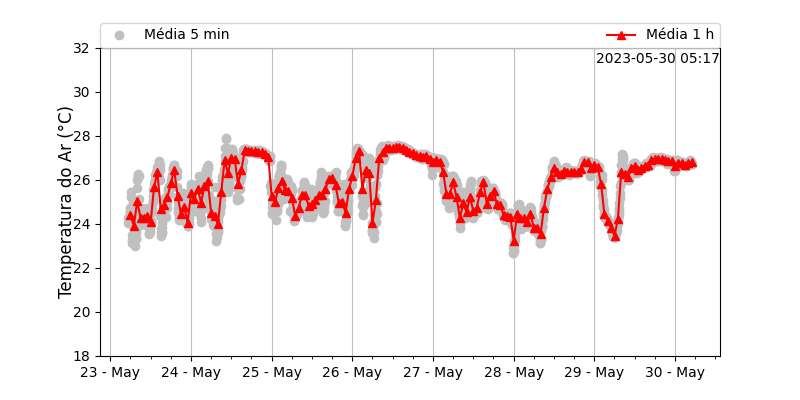 Média 5 min
Média 1 h
2023-05-30 05:17
Temperatura do Ar (°C)
32
30
28
26
24
22
20
18
23 - May
24 - May
25 - May
26 - May
27 - May
28 - May
29 - May
30 - May